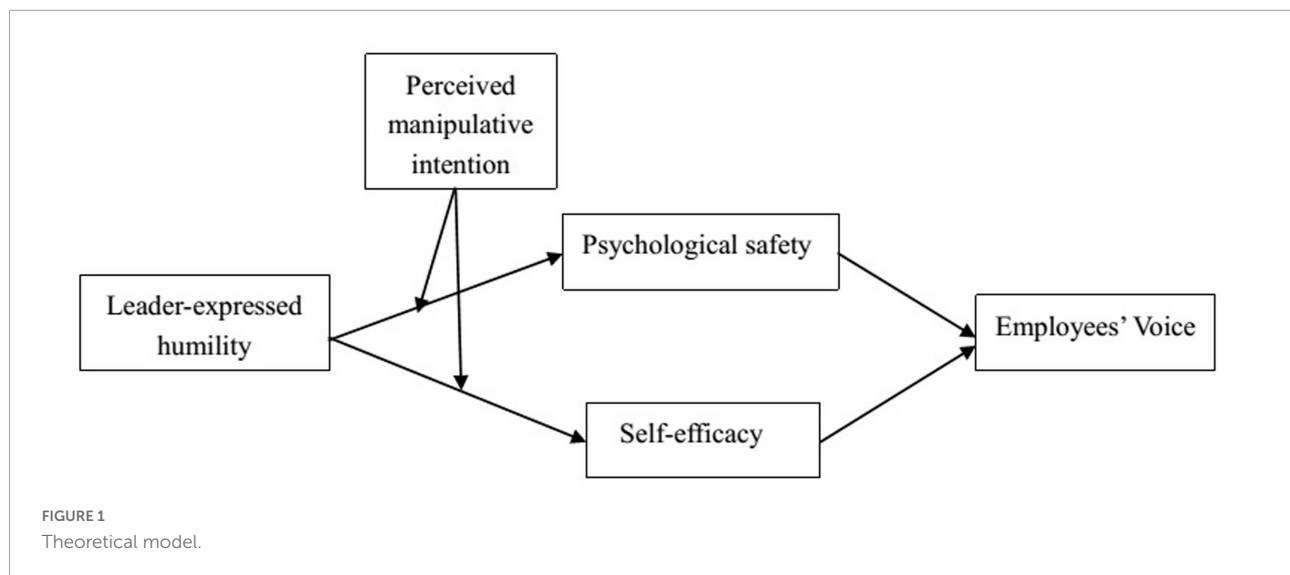 Perceived
manipulative
intention
Psychological safety
Leader-expressed
humility
Employees' Voice
Self-efficacy
FIGURE 1
Theoretical model.